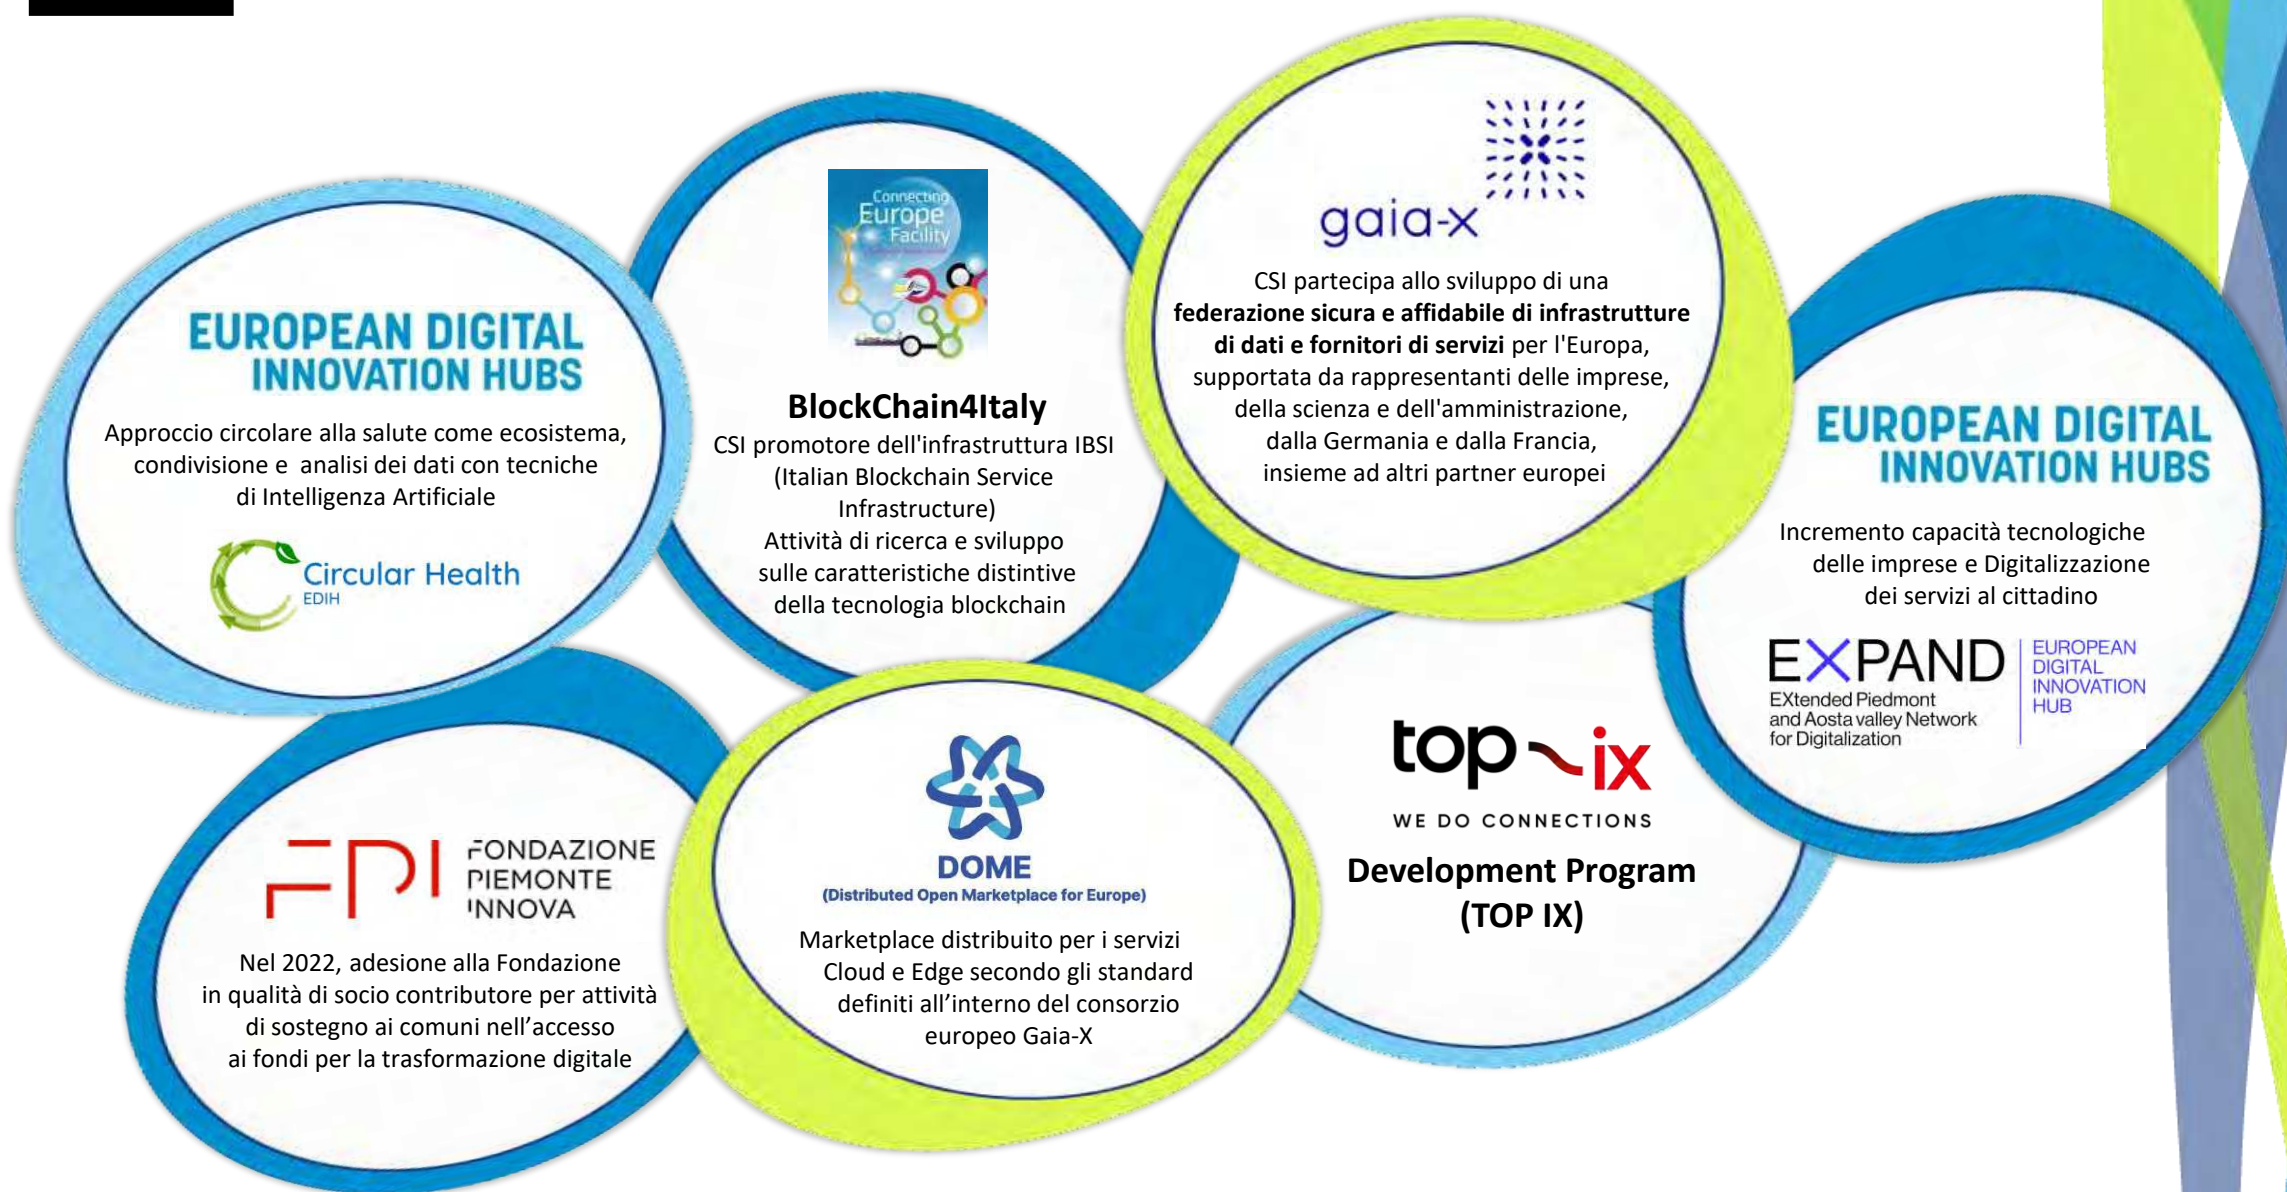 EUROPEAN DIGITAL
INNOVATION HUBS
Approccio circolare alla salute come ecosistema,
condivisione e analisi dei dati con tecniche
di Intelligenza Artificiale
Circular Health
EDIH
Connecting
Europe
Facility
BlockChain4Italy
CSI promotore dell'infrastruttura IBSI
(Italian Blockchain Service
Infrastructure)
Attività di ricerca e sviluppo
sulle caratteristiche distintive
della tecnologia blockchain
gaia-x
CSI partecipa allo sviluppo di una
federazione sicura e affidabile di infrastrutture
di dati e fornitori di servizi per l'Europa,
supportata da rappresentanti delle imprese,
della scienza e dell'amministrazione,
dalla Germania e dalla Francia,
insieme ad altri partner europei
EUROPEAN DIGITAL
INNOVATION HUBS
Incremento capacità tecnologiche
delle imprese e Digitalizzazione
dei servizi al cittadino
EXPAND
EXtended Piedmont
and Aosta valley Network
for Digitalization
EUROPEAN
DIGITAL
INNOVATION
HUB
FPI
FONDAZIONE
PIEMONTE
INNOVA
Nel 2022, adesione alla Fondazione
in qualità di socio contributore per attività
di sostegno ai comuni nell’accesso
ai fondi per la trasformazione digitale
DOME
(Distributed Open Marketplace for Europe)
Marketplace distribuito per i servizi
Cloud e Edge secondo gli standard
definiti all’interno del consorzio
europeo Gaia-X
top-ix
WE DO CONNECTIONS
Development Program
(TOP IX)